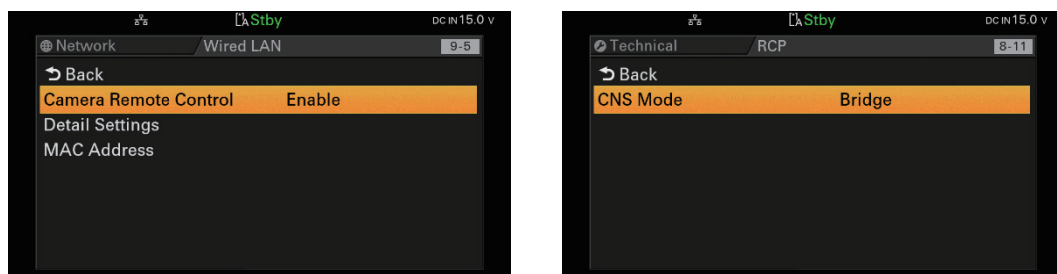 Stby DC IN 15.0 V
Network Wired LAN 9-5
Back
Camera Remote Control Enable
Detail Settings
MAC Address
Stby DC IN 15.0 V
Technical RCP 8-11
Back
CNS Mode Bridge